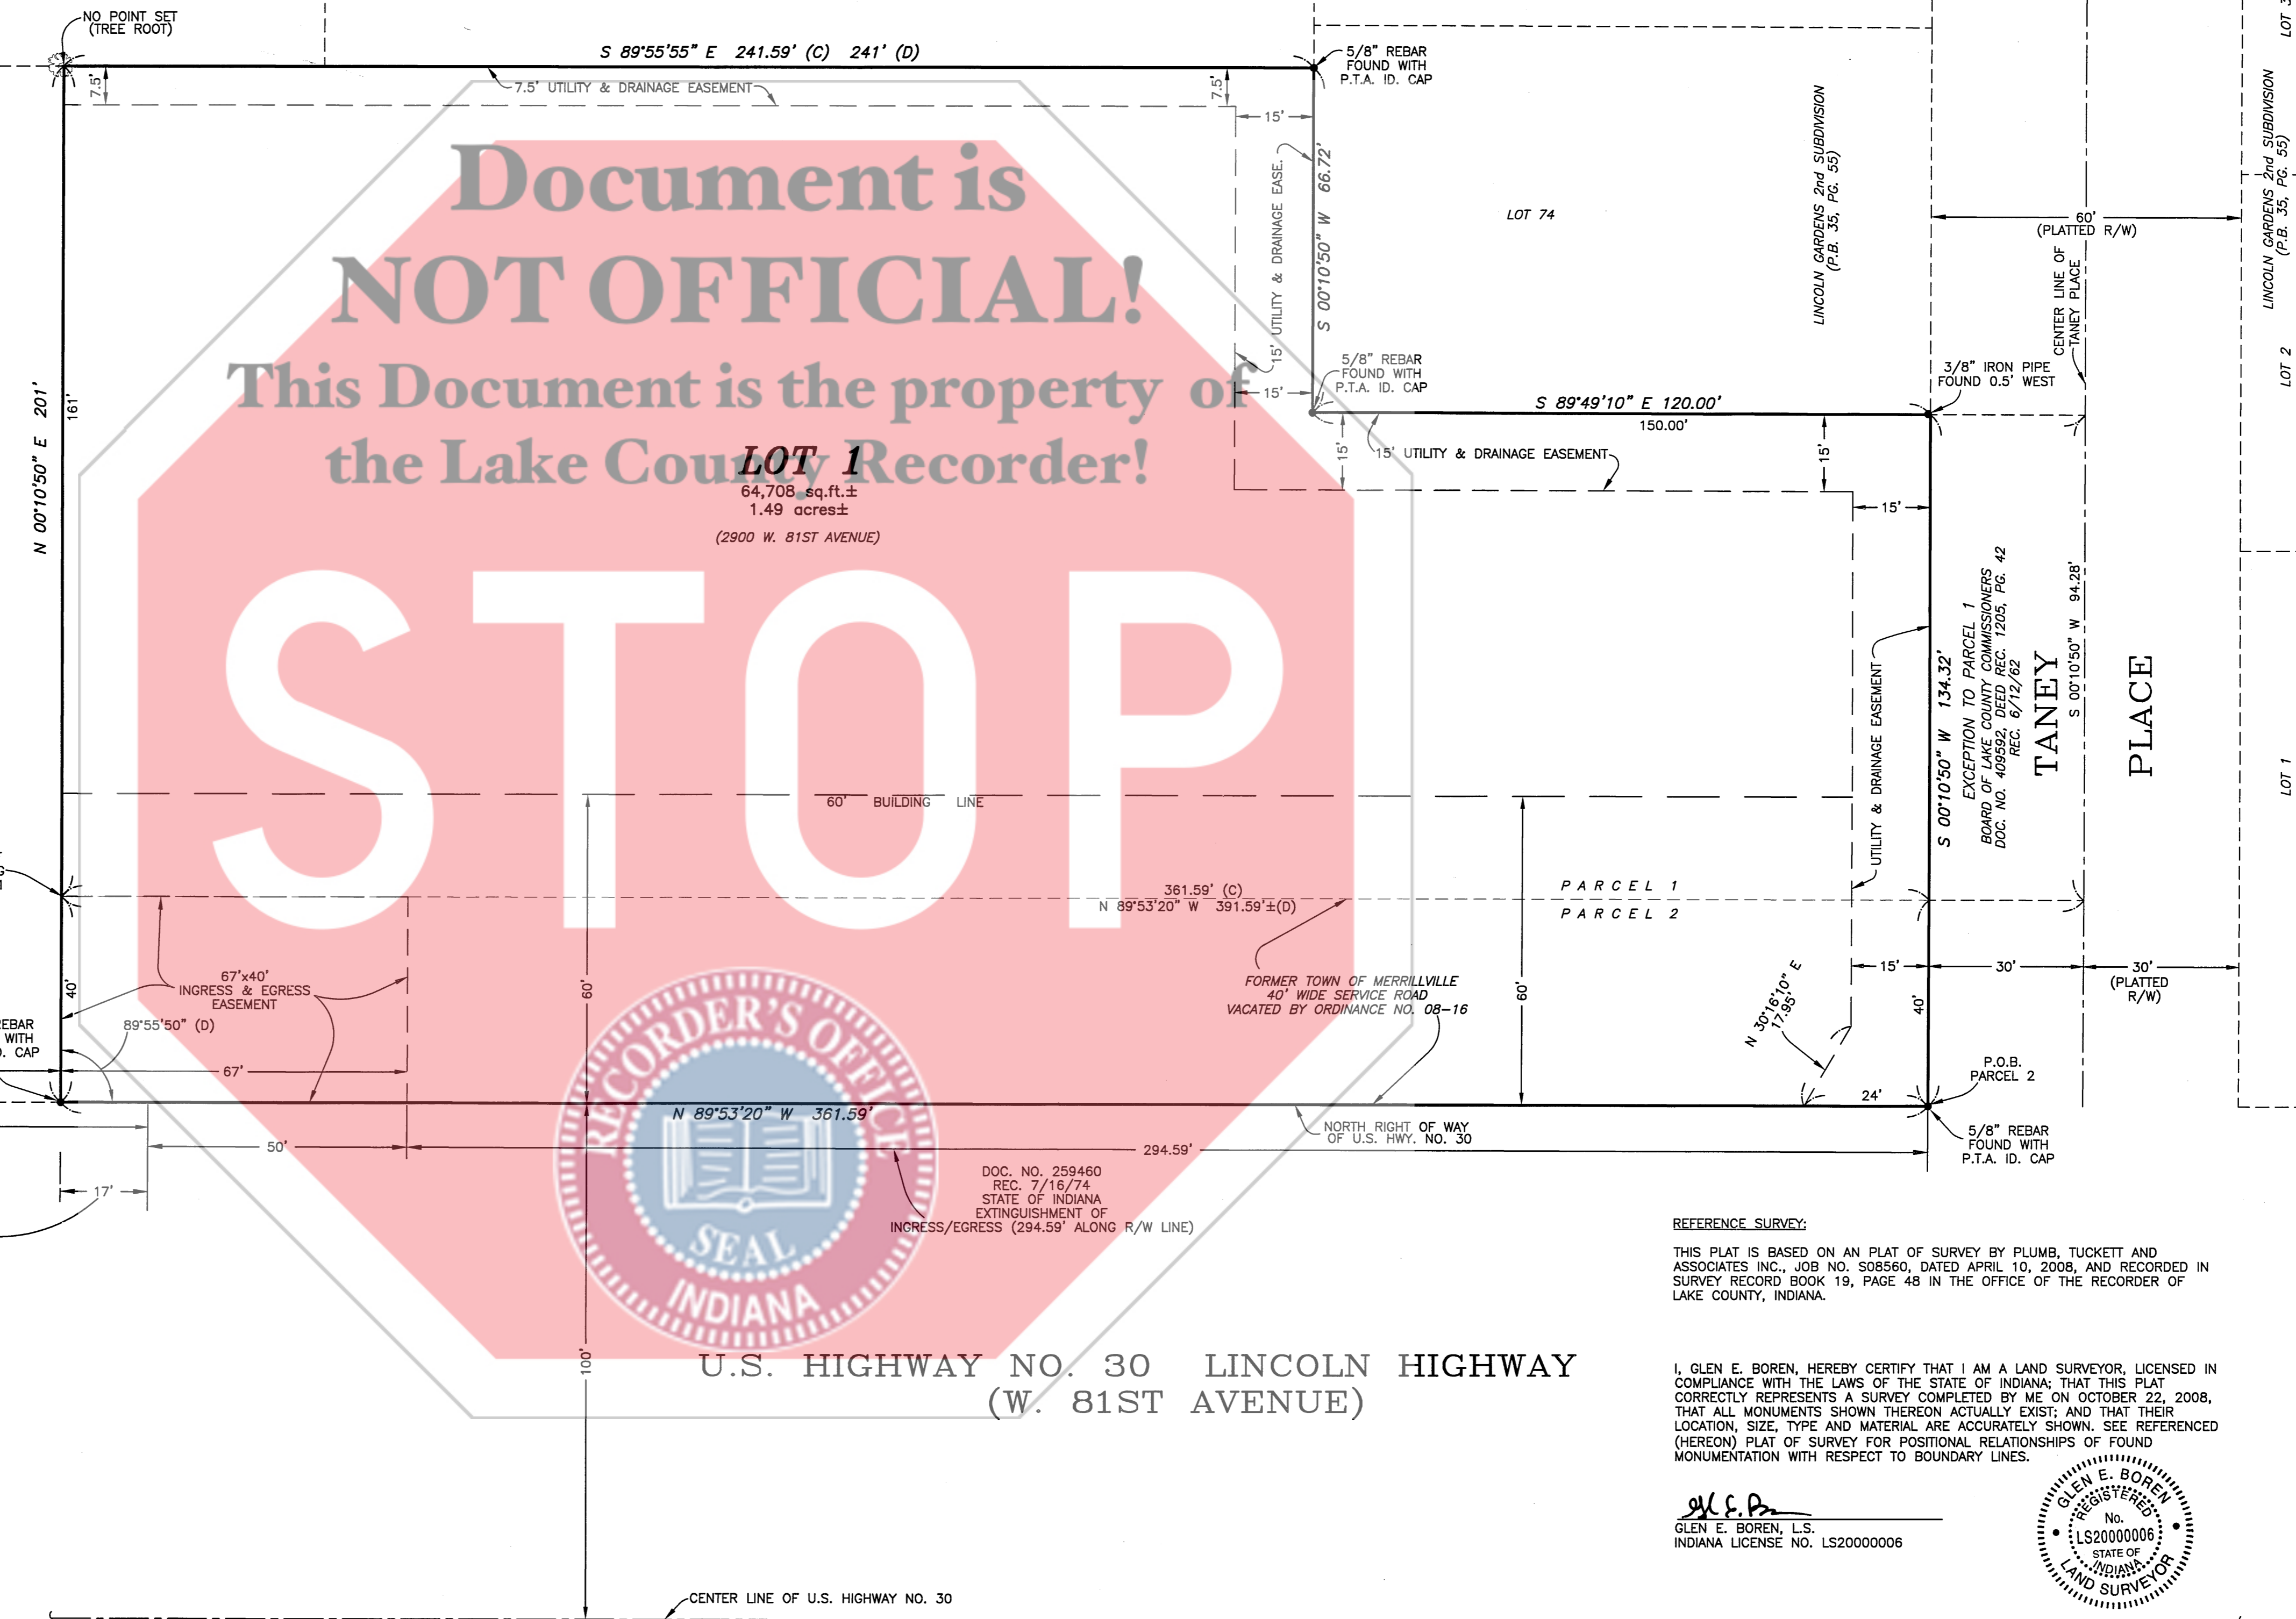 NO POINT SET
(TREE ROOT)
S 89°55'55" E 241.59' (C) 241' (D)
7.5'
7.5' UTILITY & DRAINAGE EASEMENT
7.5'
15'
5/8" REBAR
FOUND WITH
P.T.A. ID. CAP
15' UTILITY & DRAINAGE EASE.
S 00°10'50" W 66.72'
LOT 74
LINCOLN GARDENS 2nd SUBDIVISION
(P.B. 35, PG. 55)
60'
(PLATTED R/W)
CENTER LINE OF
TANEY PLACE
LOT 3
LINCOLN GARDENS 2nd SUBDIVISION
(P.B. 35, PG. 55)
LOT 2
LOT 1
Document is
NOT OFFICIAL!
This Document is the property of
the Lake County Recorder!
STOP
N 00°10'50" E 201'
161'
5/8" REBAR
FOUND WITH
P.T.A. ID. CAP
15'
S 89°49'10" E 120.00'
150.00'
3/8" IRON PIPE
FOUND 0.5' WEST
15'
15' UTILITY & DRAINAGE EASEMENT
15'
15'
LOT 1
64,708 sq.ft.±
1.49 acres±
(2900 W. 81ST AVENUE)
UTILITY & DRAINAGE EASEMENT
S 00°10'50" W 134.32'
EXCEPTION TO PARCEL 1
BOARD OF LAKE COUNTY COMMISSIONERS
DOC. NO. 409592, DEED REC. 1205, PG. 42
REC. 6/12/62
TANEY
S 00°10'50" W 94.28'
PLACE
60' BUILDING LINE
361.59' (C)
N 89°53'20" W 391.59'±(D)
PARCEL 1
PARCEL 2
67'x40'
INGRESS & EGRESS
EASEMENT
40'
89°55'50" (D)
67'
60'
FORMER TOWN OF MERRILLVILLE
40' WIDE SERVICE ROAD
VACATED BY ORDINANCE NO. 08-16
60'
N 30°16'10" E
17.95'
15'
30'
30'
(PLATTED
R/W)
40'
24'
P.O.B.
PARCEL 2
EBAR
WITH
. CAP
N 89°53'20" W 361.59'
NORTH RIGHT OF WAY
OF U.S. HWY. NO. 30
5/8" REBAR
FOUND WITH
P.T.A. ID. CAP
50'
294.59'
17'
DOC. NO. 259460
REC. 7/16/74
STATE OF INDIANA
EXTINGUISHMENT OF
INGRESS/EGRESS (294.59' ALONG R/W LINE)
RECORDER'S OFFICE
SEAL
INDIANA
100'
U.S. HIGHWAY NO. 30 LINCOLN HIGHWAY
(W. 81ST AVENUE)
CENTER LINE OF U.S. HIGHWAY NO. 30
REFERENCE SURVEY:
THIS PLAT IS BASED ON AN PLAT OF SURVEY BY PLUMB, TUCKETT AND
ASSOCIATES INC., JOB NO. S08560, DATED APRIL 10, 2008, AND RECORDED IN
SURVEY RECORD BOOK 19, PAGE 48 IN THE OFFICE OF THE RECORDER OF
LAKE COUNTY, INDIANA.
I, GLEN E. BOREN, HEREBY CERTIFY THAT I AM A LAND SURVEYOR, LICENSED IN
COMPLIANCE WITH THE LAWS OF THE STATE OF INDIANA; THAT THIS PLAT
CORRECTLY REPRESENTS A SURVEY COMPLETED BY ME ON OCTOBER 22, 2008,
THAT ALL MONUMENTS SHOWN THEREON ACTUALLY EXIST; AND THAT THEIR
LOCATION, SIZE, TYPE AND MATERIAL ARE ACCURATELY SHOWN. SEE REFERENCED
(HEREON) PLAT OF SURVEY FOR POSITIONAL RELATIONSHIPS OF FOUND
MONUMENTATION WITH RESPECT TO BOUNDARY LINES.
GLEN E. BOREN, L.S.
INDIANA LICENSE NO. LS20000006
GLEN E. BOREN
REGISTERED
No.
LS20000006
STATE OF
INDIANA
LAND SURVEYOR